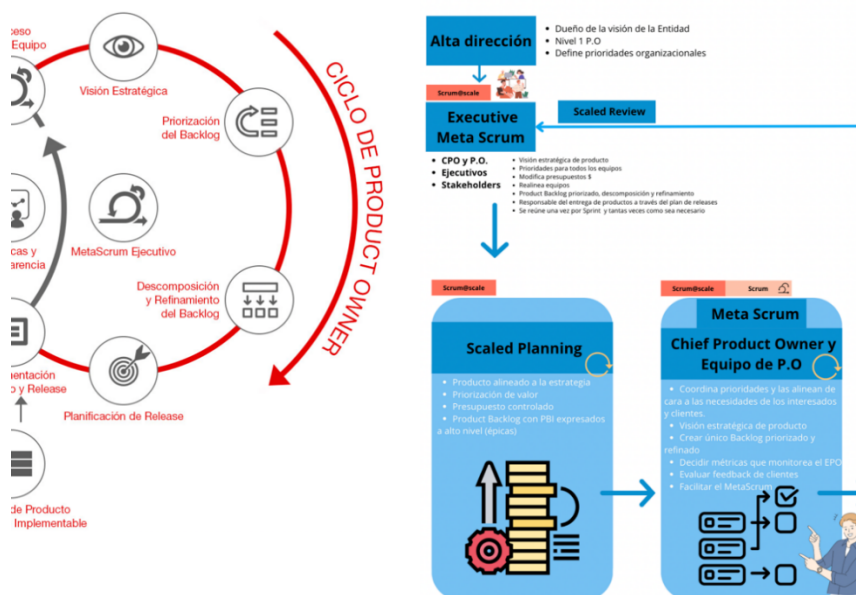 ceso
Equipo
Visión Estratégica
Priorización
del Backlog
cas y
arencia
MetaScrum Ejecutivo
Descomposición
y Refinamiento
del Backlog
mentación
o y Release
Planificación de Release
de Producto
Implementable
CICLO DE PRODUCT OWNER
Alta dirección
• Dueño de la visión de la Entidad
• Nivel 1 P.O
• Define prioridades organizacionales
Scrum@scale
Executive
Meta Scrum
Scaled Review
• CPO y P.O.
• Ejecutivos
• Stakeholders
• Visión estratégica de producto
• Prioridades para todos los equipos
• Modifica presupuestos $
• Realinea equipos
• Product Backlog priorizado, descomposición y refinamiento
• Responsable del entrega de productos a través del plan de releases
• Se reúne una vez por Sprint y tantas veces como sea necesario
Scrum@scale
Scaled Planning
• Producto alineado a la estrategia
• Priorización de valor
• Presupuesto controlado
• Product Backlog con PBI expresados
a alto nivel (épicas)
Scrum@scale
Scrum
Meta Scrum
Chief Product Owner y
Equipo de P.O
• Coordina prioridades y las alinean de
cara a las necesidades de los interesados
y clientes.
• Visión estratégica de producto
• Crear único Backlog priorizado y
refinado
• Decidir métricas que monitorea el EPO
• Evaluar feedback de clientes
• Facilitar el MetaScrum